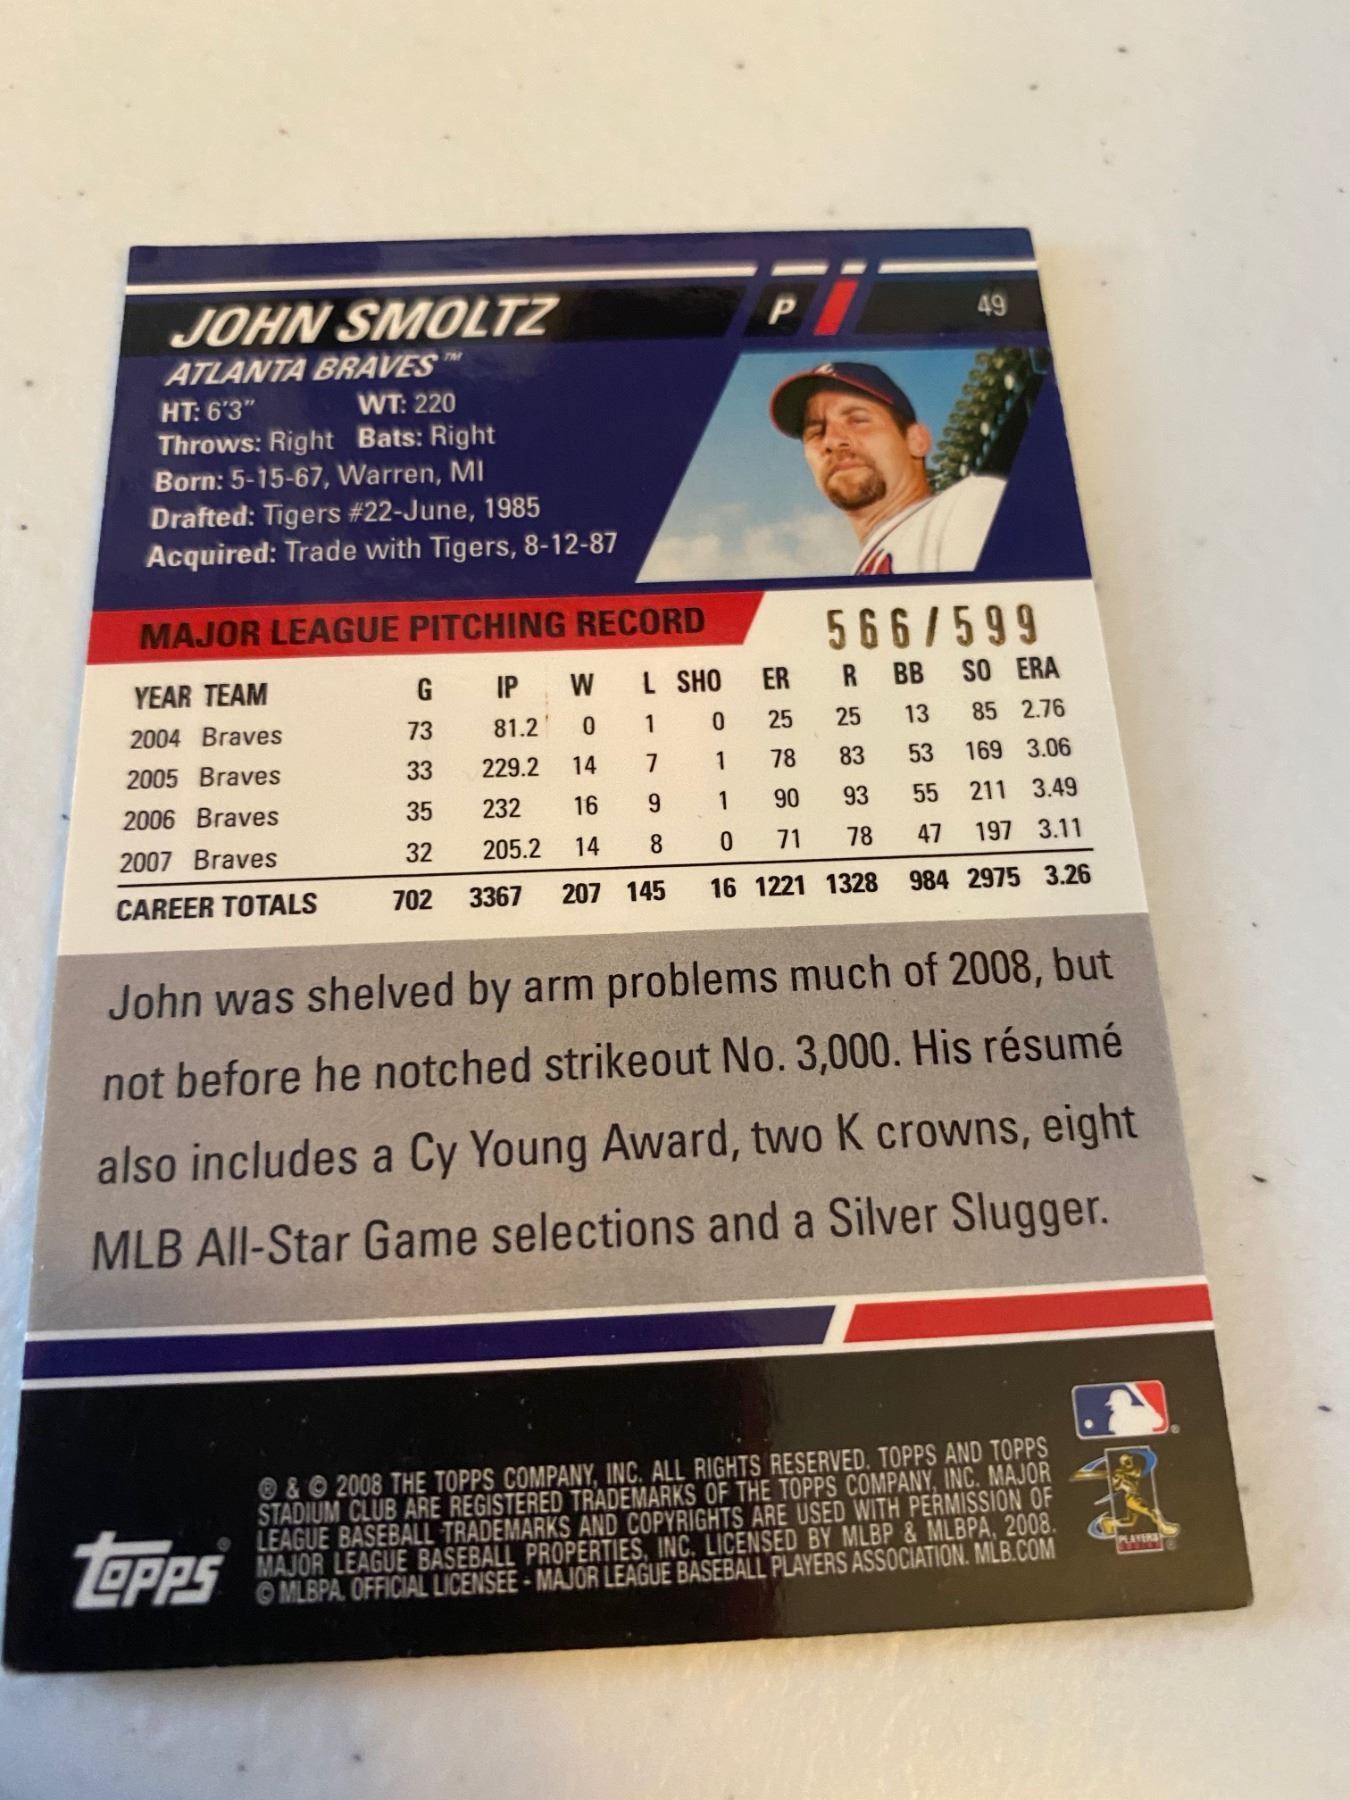 JOHN SMOLTZ P 49
ATLANTA BRAVES™
HT: 6'3" WT: 220
Throws: Right Bats: Right
Born: 5-15-67, Warren, MI
Drafted: Tigers #22-June, 1985
Acquired: Trade with Tigers, 8-12-87
MAJOR LEAGUE PITCHING RECORD 566/599
YEAR TEAM G IP W L SHO ER R BB SO ERA
2004 Braves 73 81.2 0 1 0 25 25 13 85 2.76
2005 Braves 33 229.2 14 7 1 78 83 53 169 3.06
2006 Braves 35 232 16 9 1 90 93 55 211 3.49
2007 Braves 32 205.2 14 8 0 71 78 47 197 3.11
CAREER TOTALS 702 3367 207 145 16 1221 1328 984 2975 3.26
John was shelved by arm problems much of 2008, but
not before he notched strikeout No. 3,000. His résumé
also includes a Cy Young Award, two K crowns, eight
MLB All-Star Game selections and a Silver Slugger.
® & © 2008 THE TOPPS COMPANY, INC. ALL RIGHTS RESERVED. TOPPS AND TOPPS
STADIUM CLUB ARE REGISTERED TRADEMARKS OF THE TOPPS COMPANY, INC. MAJOR
LEAGUE BASEBALL TRADEMARKS AND COPYRIGHTS ARE USED WITH PERMISSION OF
MAJOR LEAGUE BASEBALL PROPERTIES, INC. LICENSED BY MLBP & MLBPA, 2008.
© MLBPA. OFFICIAL LICENSEE - MAJOR LEAGUE BASEBALL PLAYERS ASSOCIATION. MLB.COM
TOPPS®
PLAYERS